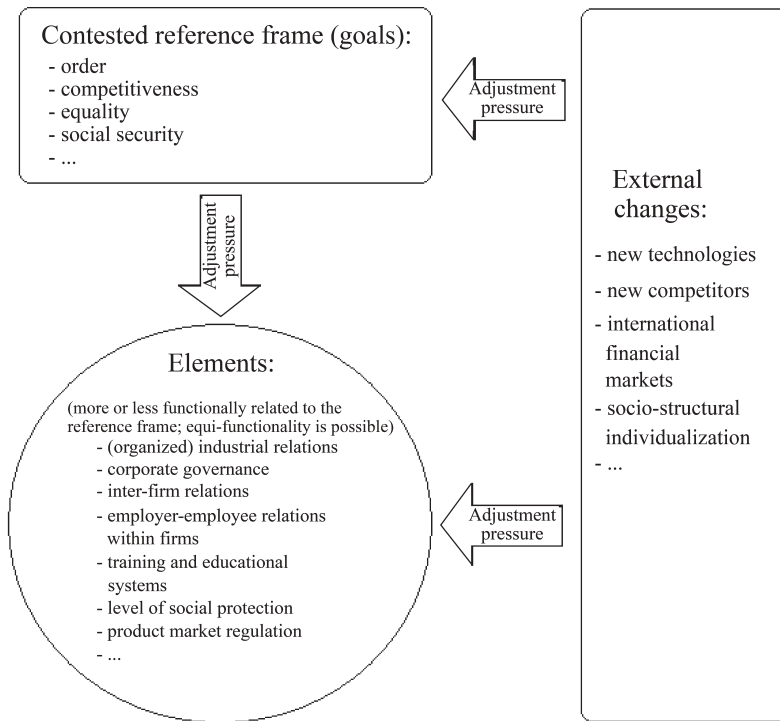 Contested reference frame (goals):
- order
- competitiveness
- equality
- social security
- ...
Adjustment
pressure
External
changes:
- new technologies
- new competitors
- international
financial
markets
- socio-structural
individualization
- ...
Adjustment
pressure
Elements:
(more or less functionally related to the
reference frame; equi-functionality is possible)
- (organized) industrial relations
- corporate governance
- inter-firm relations
- employer-employee relations
within firms
- training and educational
systems
- level of social protection
- product market regulation
- ...
Adjustment
pressure